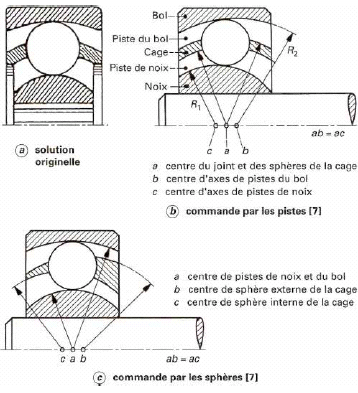 Bol
Piste du bol
Cage
Piste de noix
Noix
R1
R2
c a b
ab = ac
a solution
originelle
a centre du joint et des sphères de la cage
b centre d'axes de pistes du bol
c centre d'axes de pistes de noix
b commande par les pistes [7]
a centre de pistes de noix et du bol
b centre de sphère externe de la cage
c centre de sphère interne de la cage
c a b
ab = ac
c commande par les sphères [7]